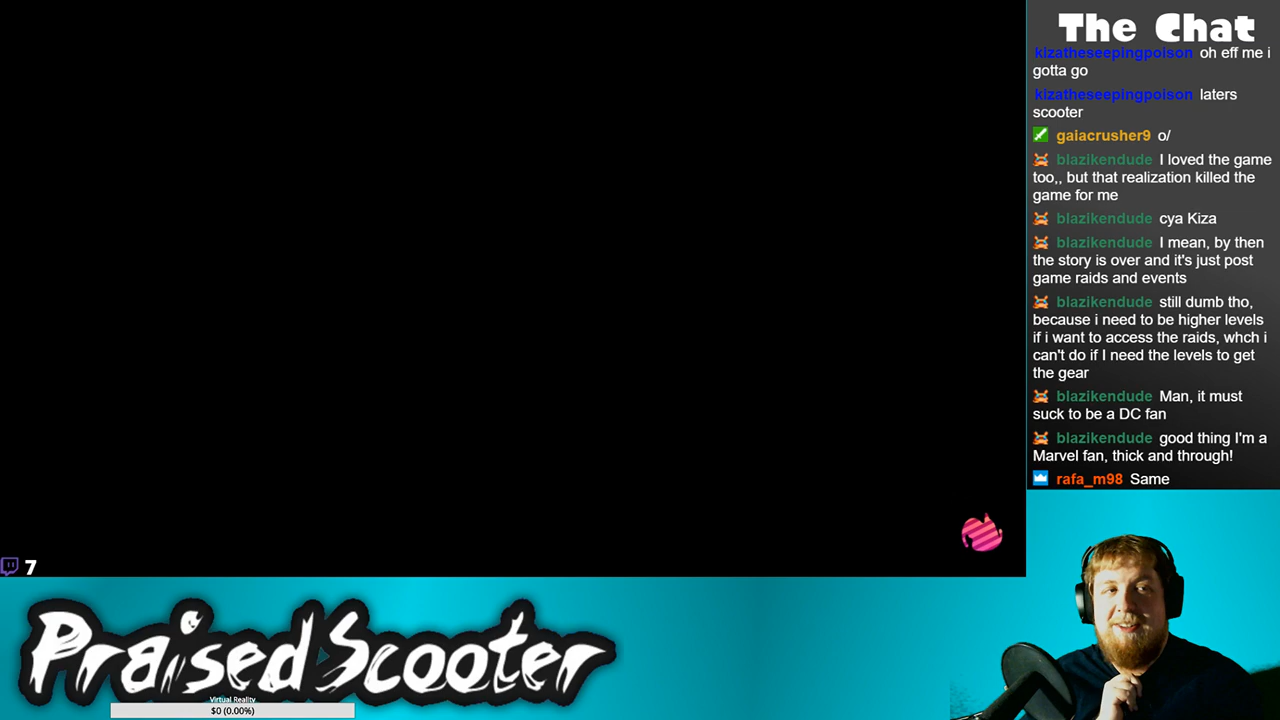 The Chat
kizatheseepingpoison oh eff me i
gotta go
kizatheseepingpoison laters
scooter
gaiacrusher9 o/
blazikendude I loved the game
too,, but that realization killed the
game for me
blazikendude cya Kiza
blazikendude I mean, by then
the story is over and it's just post
game raids and events
blazikendude still dumb tho,
because i need to be higher levels
if i want to access the raids, whch i
can't do if I need the levels to get
the gear
blazikendude Man, it must
suck to be a DC fan
blazikendude good thing I'm a
Marvel fan, thick and through!
rafa_m98 Same
7
PraisedScooter
Virtual Reality
$0 (0.00%)